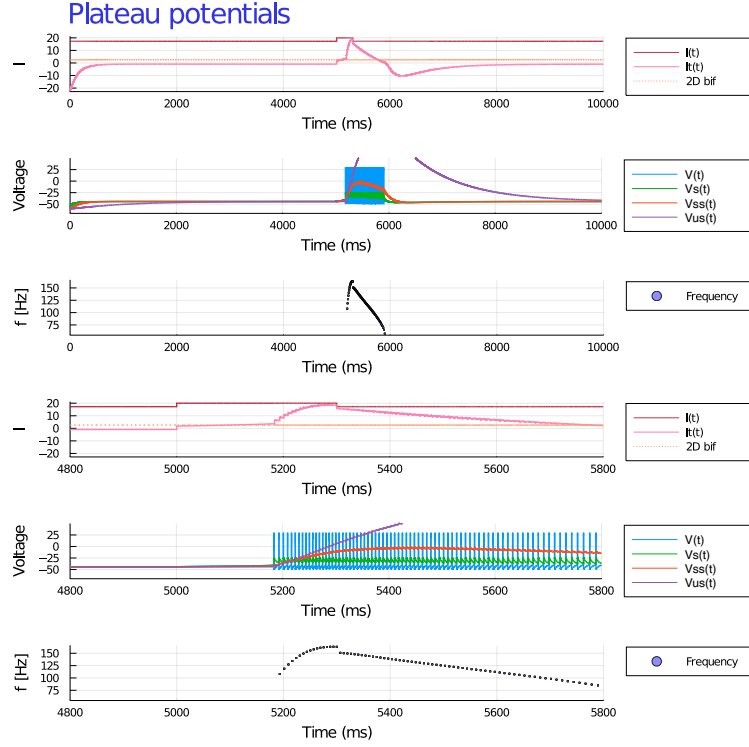 Plateau potentials
I
20
10
0
−10
−20
0 2000 4000 6000 8000 10000
Time (ms)
I(t)
It(t)
2D bif
Voltage
25
0
−25
−50
0 2000 4000 6000 8000 10000
Time (ms)
V(t)
Vs(t)
Vss(t)
Vus(t)
f [Hz]
150
125
100
75
0 2000 4000 6000 8000 10000
Time (ms)
Frequency
I
20
10
0
−10
−20
4800 5000 5200 5400 5600 5800
Time (ms)
I(t)
It(t)
2D bif
Voltage
25
0
−25
−50
4800 5000 5200 5400 5600 5800
Time (ms)
V(t)
Vs(t)
Vss(t)
Vus(t)
f [Hz]
150
125
100
75
4800 5000 5200 5400 5600 5800
Time (ms)
Frequency